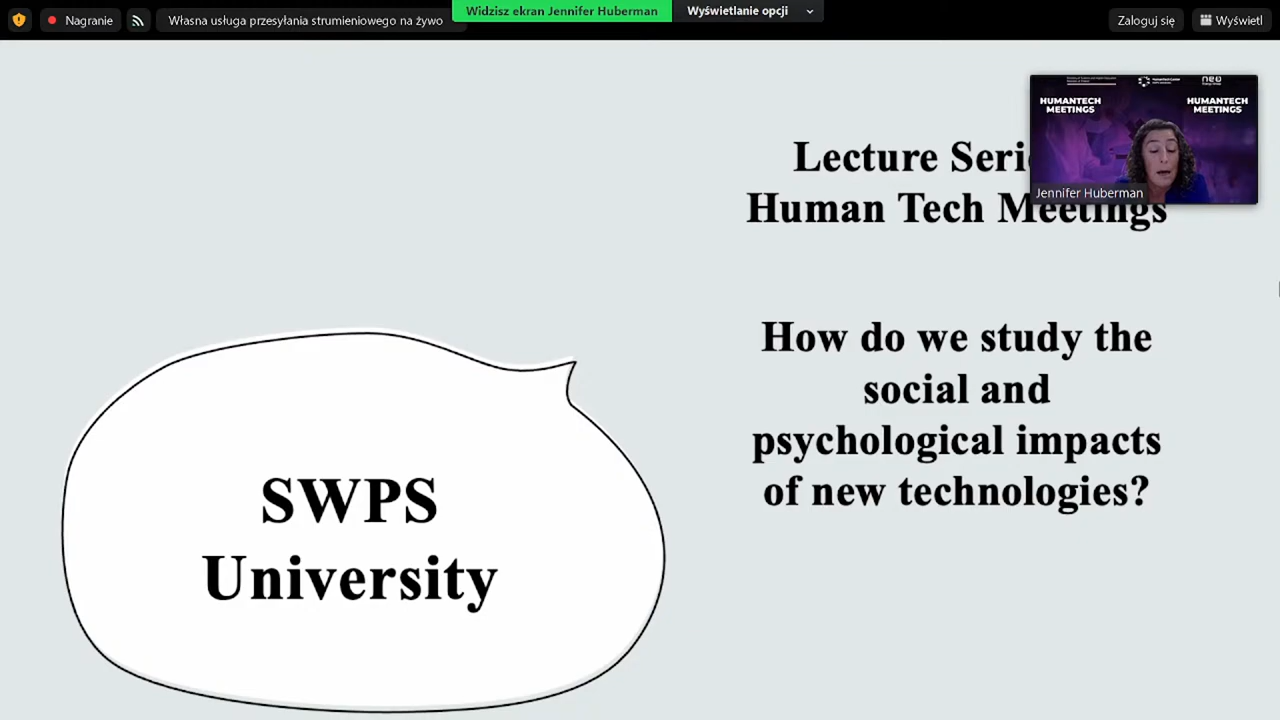 Nagranie
Własna usługa przesyłania strumieniowego na żywo
Widzisz ekran Jennifer Huberman
Wyświetlanie opcji
Zaloguj się
Wyświetl
HUMANTECH
MEETINGS
HUMANTECH
MEETINGS
Jennifer Huberman
Lecture Seri
Human Tech Meetings
How do we study the
social and
psychological impacts
of new technologies?
SWPS
University